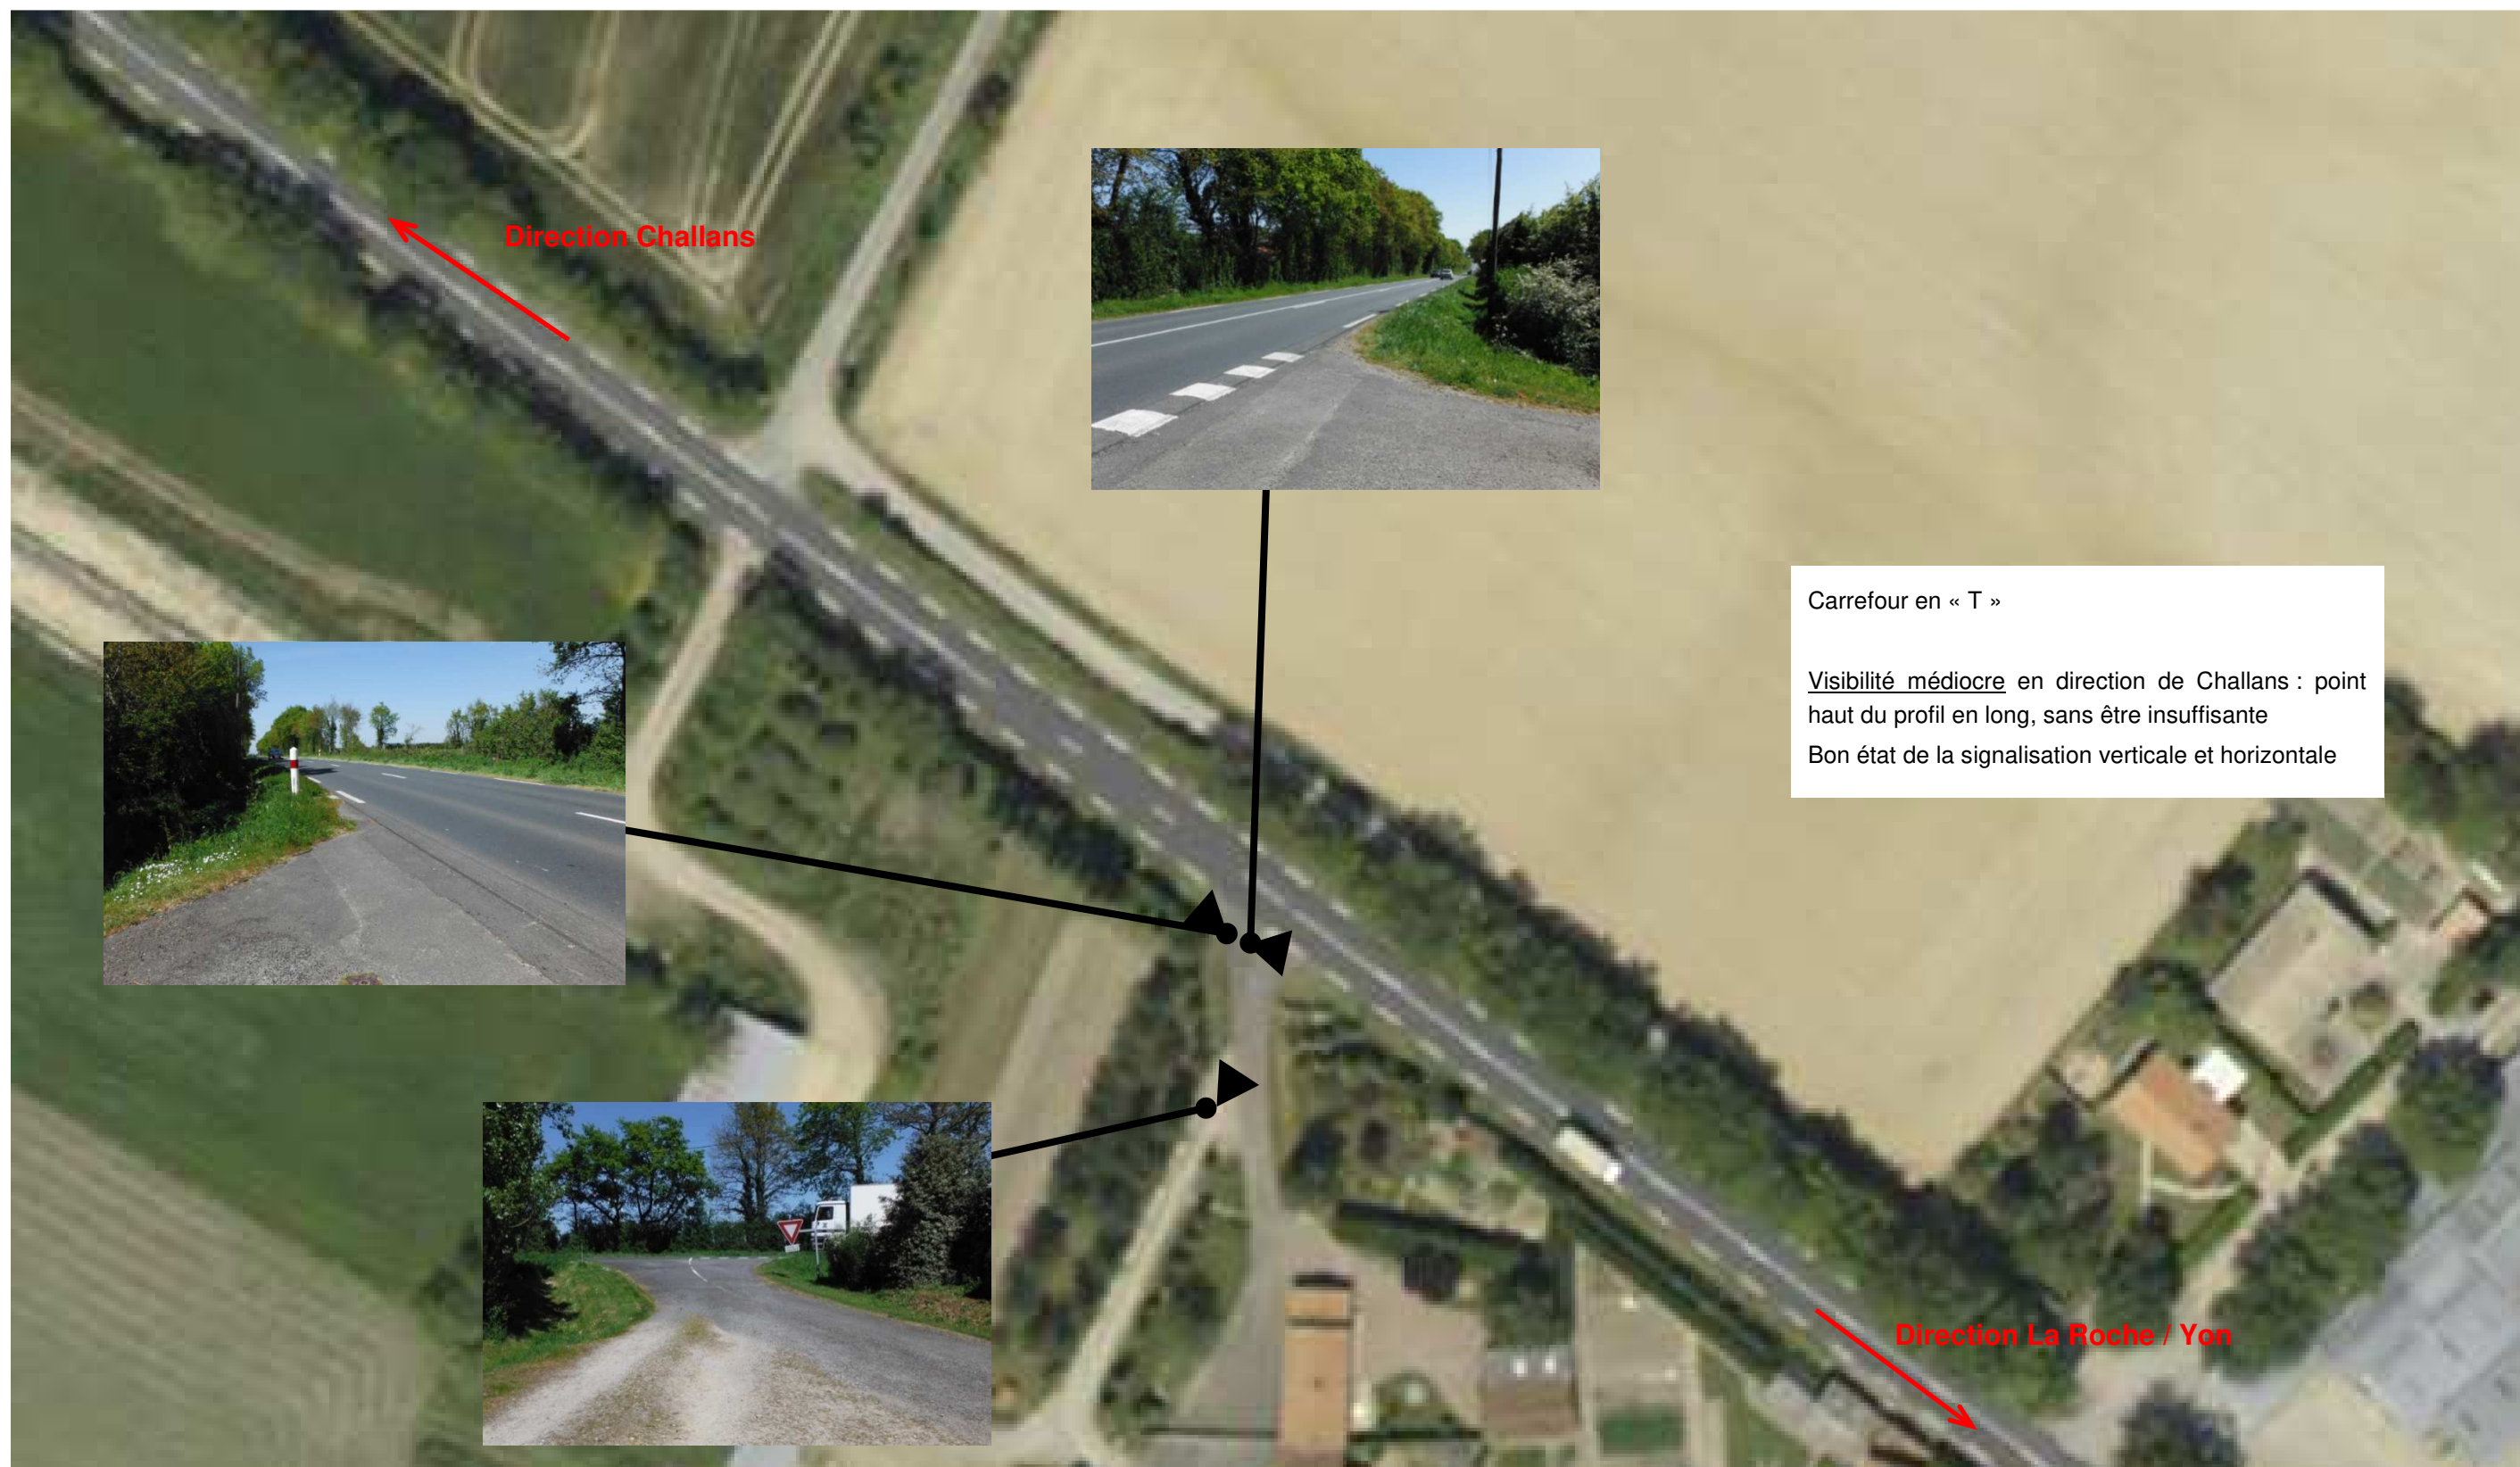 Direction Challans
Carrefour en « T »
Visibilité médiocre en direction de Challans : point
haut du profil en long, sans être insuffisante
Bon état de la signalisation verticale et horizontale
Direction La Roche / Yon